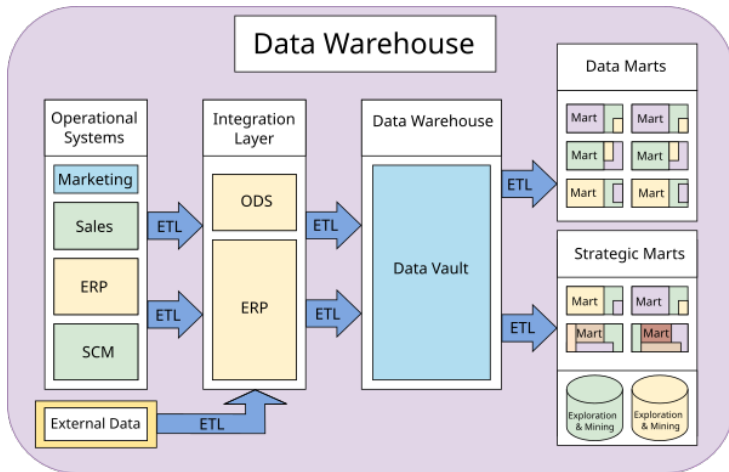 Data Warehouse
Operational
Systems
Marketing
Sales
ERP
SCM
External Data
ETL
ETL
ETL
Integration
Layer
ODS
ERP
ETL
ETL
Data Warehouse
Data Vault
ETL
ETL
Data Marts
Mart
Mart
Mart
Mart
Mart
Mart
Strategic Marts
Mart
Mart
Mart
Mart
Exploration
& Mining
Exploration
& Mining